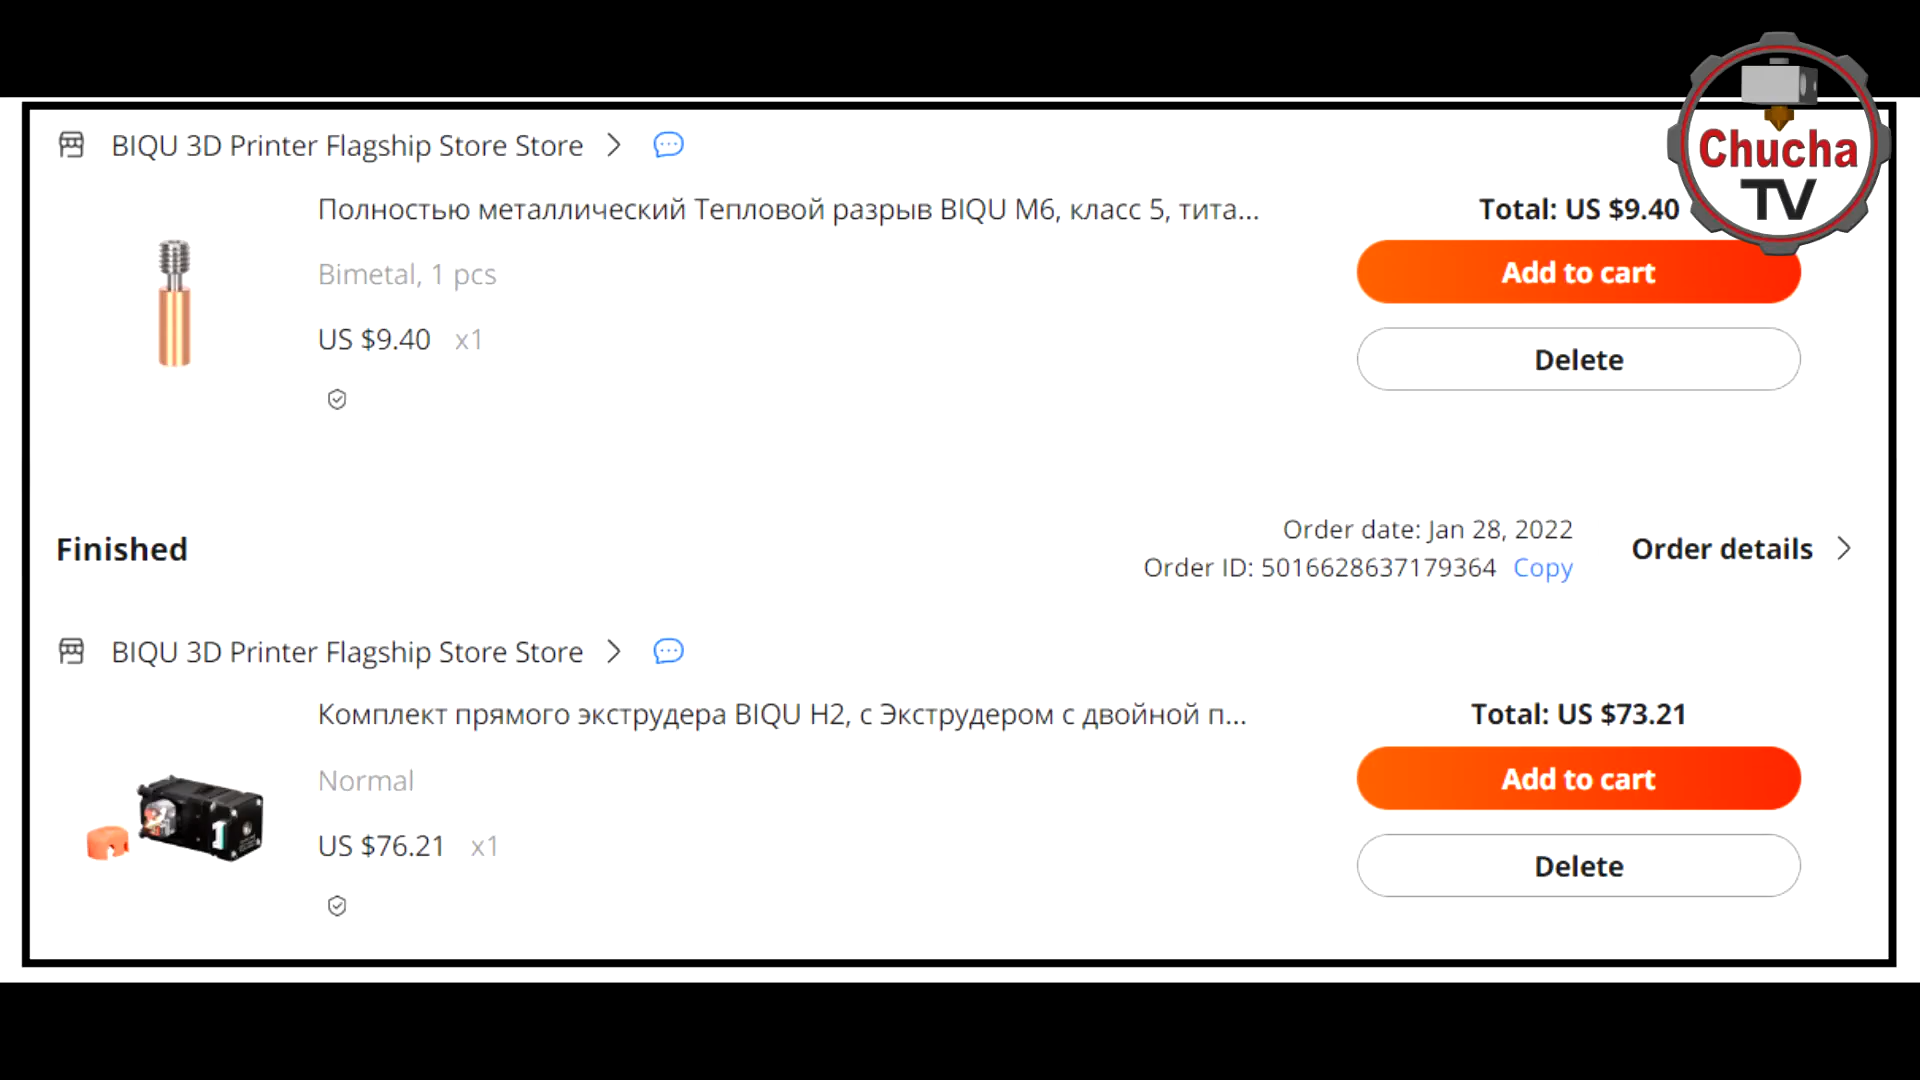 Chucha
TV
BIQU 3D Printer Flagship Store Store
Полностью металлический Тепловой разрыв BIQU M6, класс 5, тита...
Total: US $9.40
Bimetal, 1 pcs
Add to cart
US $9.40 x1
Delete
Finished
Order date: Jan 28, 2022
Order ID: 5016628637179364 Copy
Order details
BIQU 3D Printer Flagship Store Store
Комплект прямого экструдера BIQU H2, с Экструдером с двойной п...
Total: US $73.21
Normal
Add to cart
US $76.21 x1
Delete